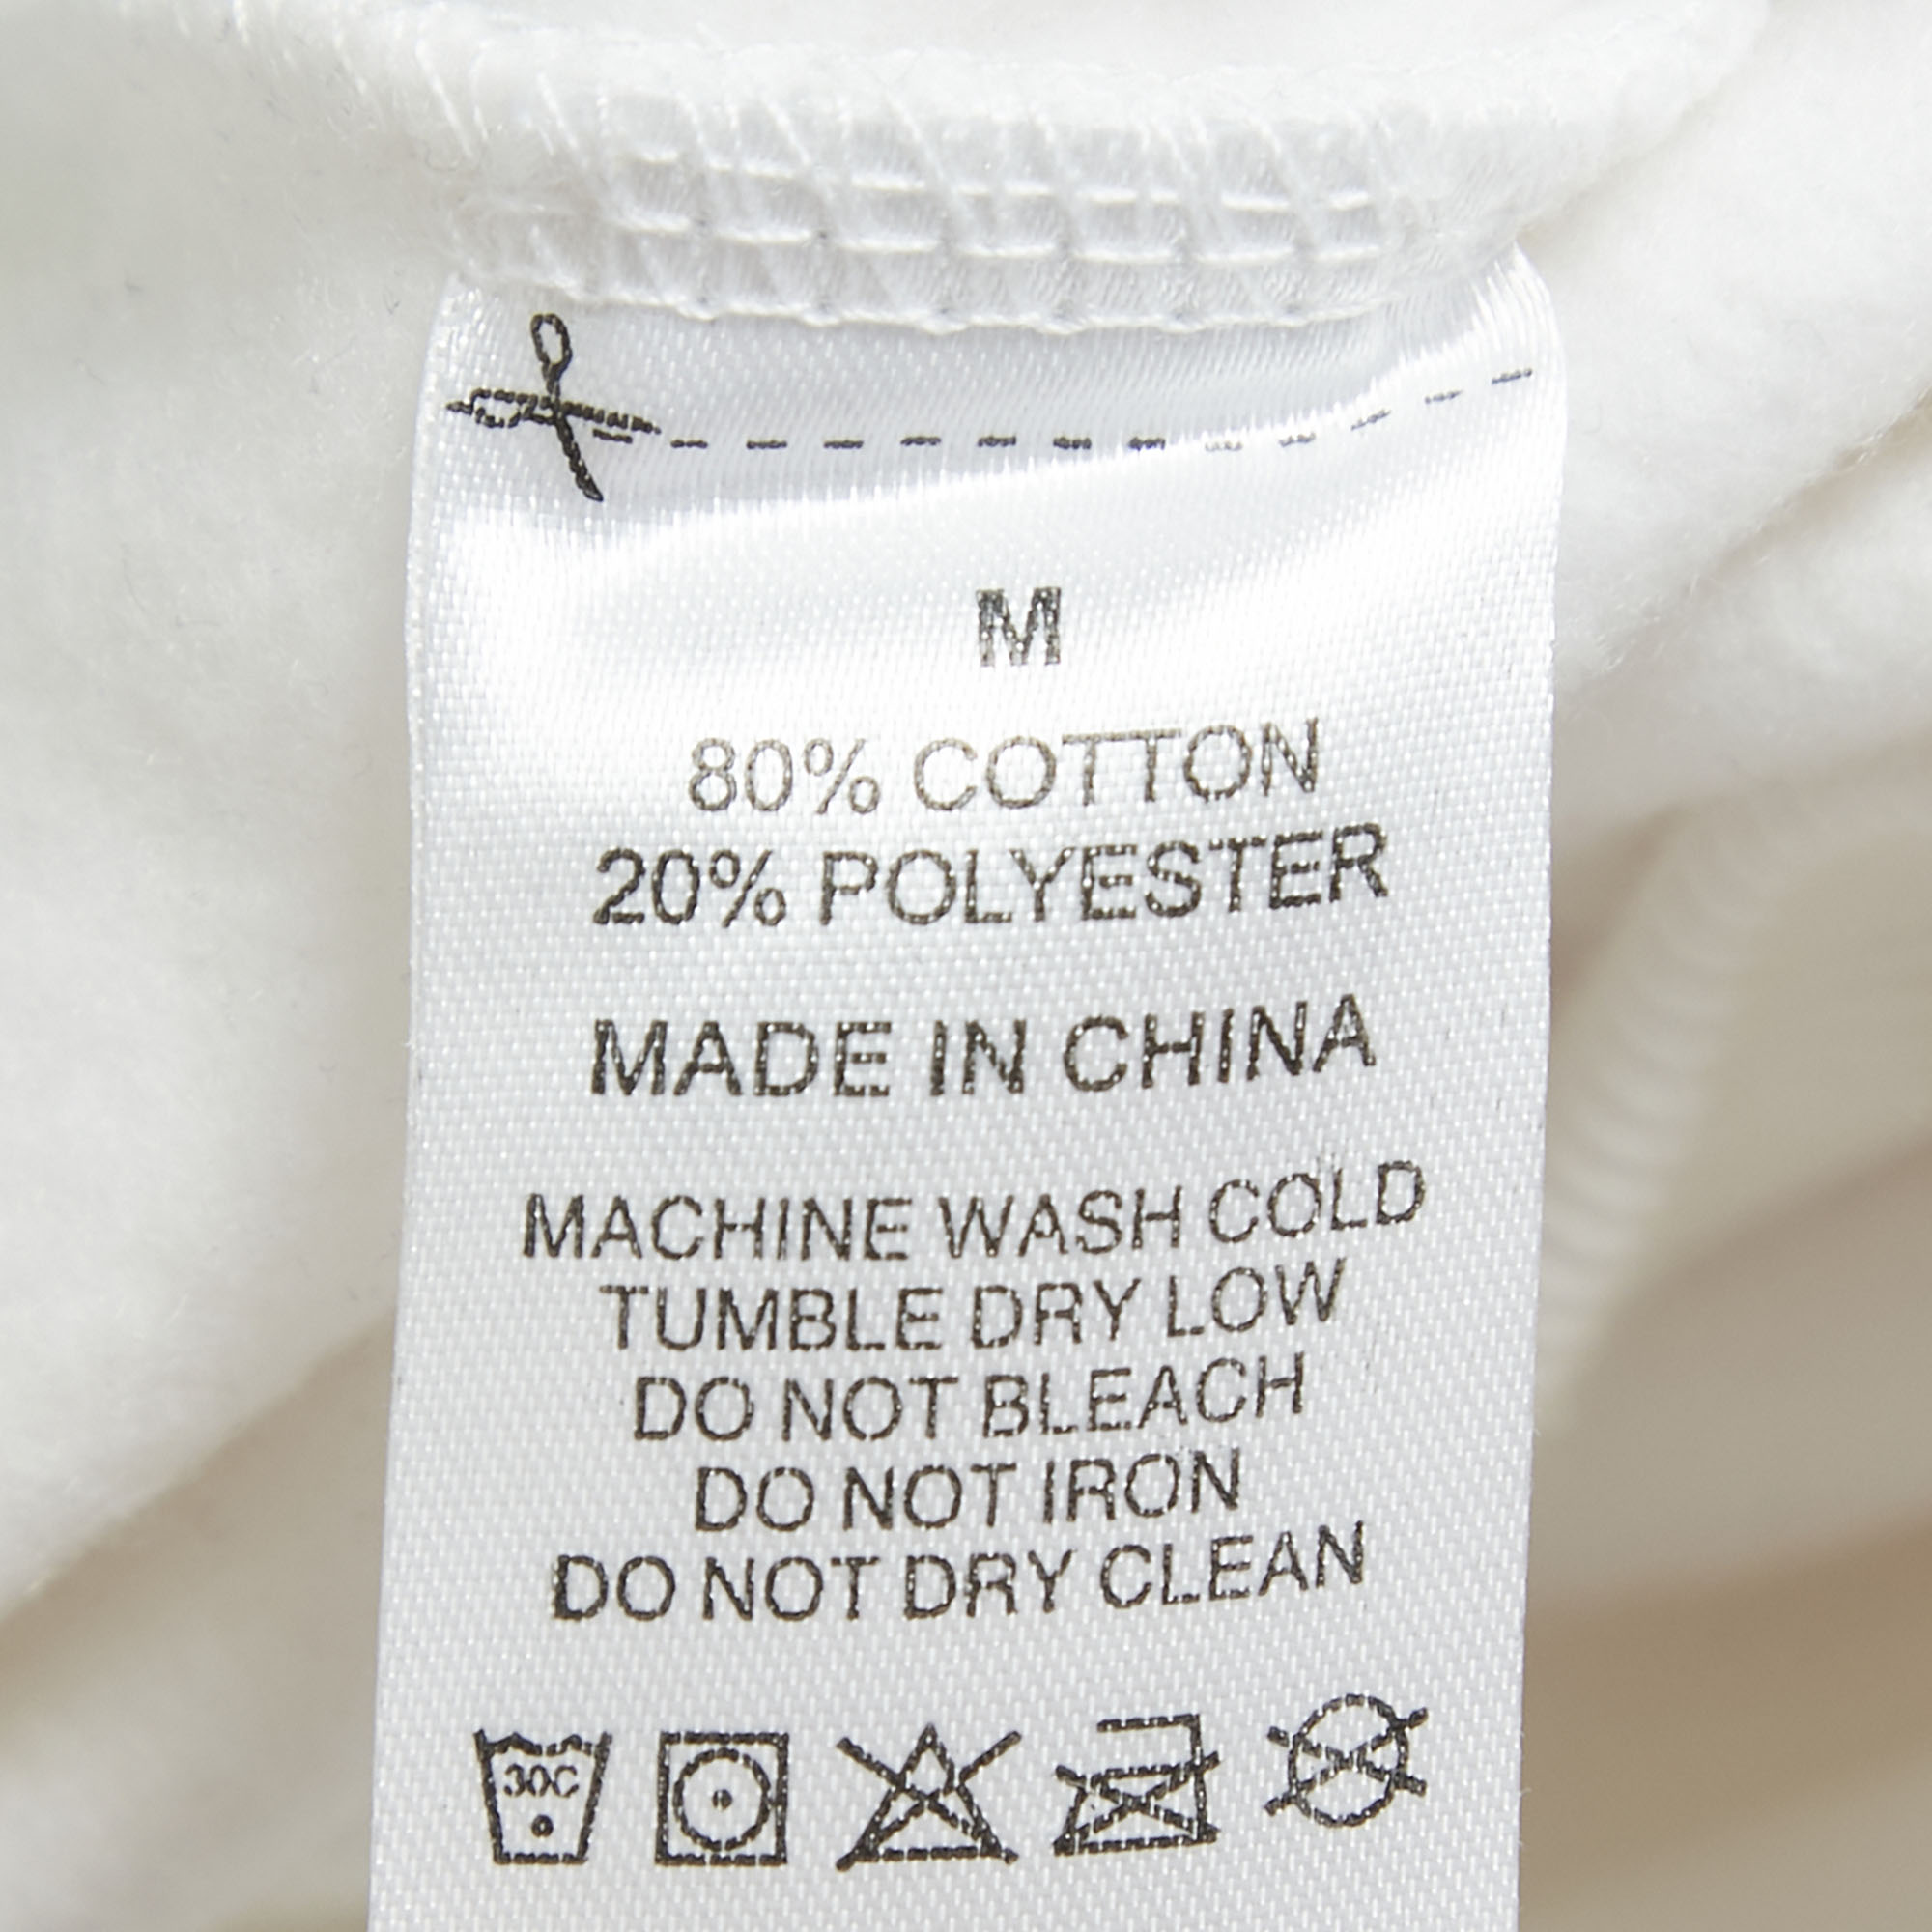 M
80% COTTON
20% POLYESTER
MADE IN CHINA
MACHINE WASH COLD
TUMBLE DRY LOW
DO NOT BLEACH
DO NOT IRON
DO NOT DRY CLEAN
30C